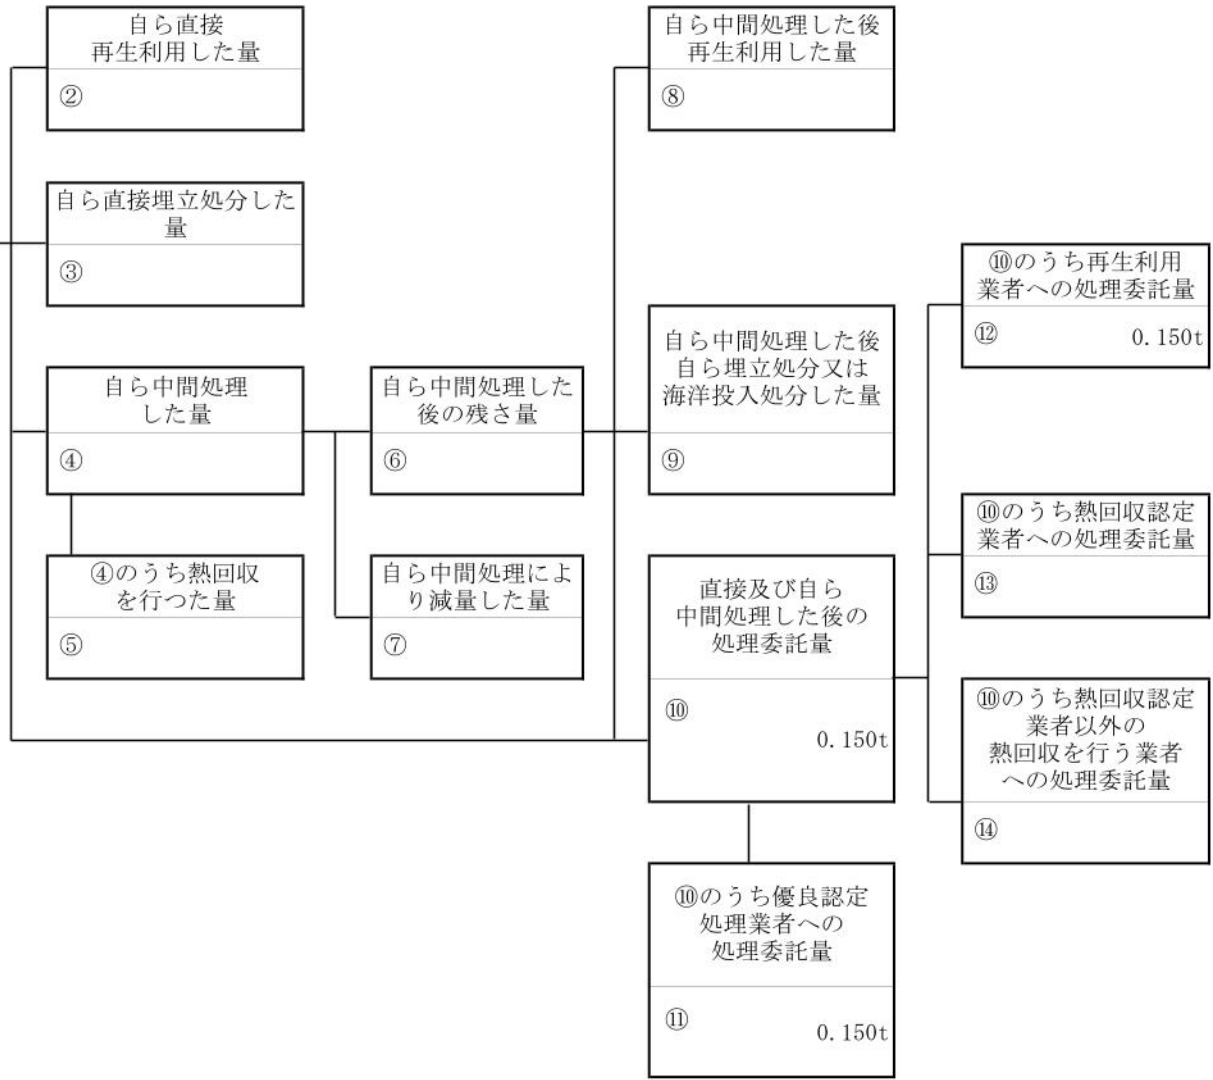 自ら直接
再生利用した量
②
自ら直接埋立処分した
量
③
自ら中間処理
した量
④
④のうち熱回収
を行つた量
⑤
自ら中間処理した
後の残さ量
⑥
自ら中間処理によ
り減量した量
⑦
自ら中間処理した後
再生利用した量
⑧
自ら中間処理した後
自ら埋立処分又は
海洋投入処分した量
⑨
直接及び自ら
中間処理した後の
処理委託量
⑩
0.150t
⑩のうち優良認定
処理業者への
処理委託量
⑪
0.150t
⑩のうち再生利用
業者への処理委託量
⑫ 0.150t
⑩のうち熱回収認定
業者への処理委託量
⑬
⑩のうち熱回収認定
業者以外の
熱回収を行う業者
への処理委託量
⑭